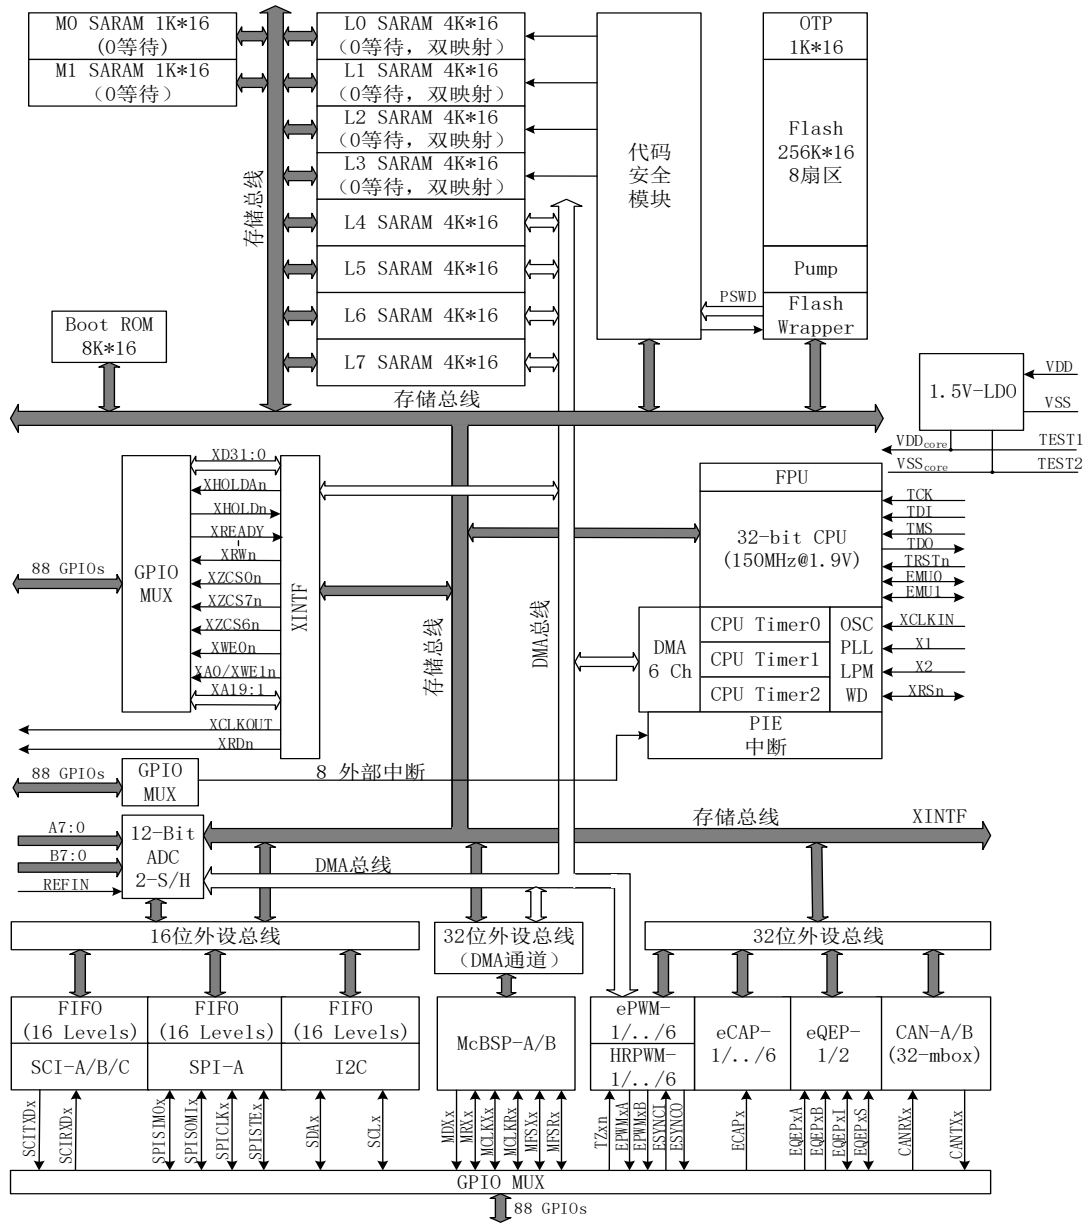 M0 SARAM 1K*16
(0等待)
M1 SARAM 1K*16
（0等待）
L0 SARAM 4K*16
（0等待，双映射）
L1 SARAM 4K*16
（0等待，双映射）
L2 SARAM 4K*16
（0等待，双映射）
L3 SARAM 4K*16
（0等待，双映射）
L4 SARAM 4K*16
L5 SARAM 4K*16
L6 SARAM 4K*16
L7 SARAM 4K*16
存储总线
代码
安全
模块
OTP
1K*16
Flash
256K*16
8扇区
Pump
Flash
Wrapper
PSWD
Boot ROM
8K*16
存储总线
1.5V-LDO
VDD
VSS
VDDcore
TEST1
VSScore
TEST2
88 GPIOs
GPIO
MUX
XD31:0
XHOLDAn
XHOLDn
XREADY
XRWn
XZCS0n
XZCS7n
XZCS6n
XWE0n
XA0/XWE1n
XA19:1
XCLKOUT
XRDn
XINTF
存储总线
DMA总线
FPU
32-bit CPU
(150MHz@1.9V)
TCK
TDI
TMS
TDO
TRSTn
EMU0
EMU1
DMA
6 Ch
CPU Timer0
CPU Timer1
CPU Timer2
OSC
PLL
LPM
WD
XCLKIN
X1
X2
XRSn
PIE
中断
88 GPIOs
GPIO
MUX
8 外部中断
A7:0
B7:0
REFIN
12-Bit
ADC
2-S/H
存储总线
XINTF
DMA总线
16位外设总线
32位外设总线
（DMA通道）
32位外设总线
FIFO
(16 Levels)
SCI-A/B/C
FIFO
(16 Levels)
SPI-A
FIFO
(16 Levels)
I2C
McBSP-A/B
ePWM-
1/../6
HRPWM-
1/../6
eCAP-
1/../6
eQEP-
1/2
CAN-A/B
(32-mbox)
SCITXDx
SCIRXDx
SPISIMOx
SPISOMIx
SPICLKx
SPISTEx
SDAx
SCLx
MDXx
MRXx
MCLKXx
MCLKRx
MFSXx
MFSRx
TZxn
EPWMxA
EPWMxB
ESYNCI
ESYNCO
ECAPx
EQEPxA
EQEPxB
EQEPxI
EQEPxS
CANRXx
CANTXx
GPIO MUX
88 GPIOs